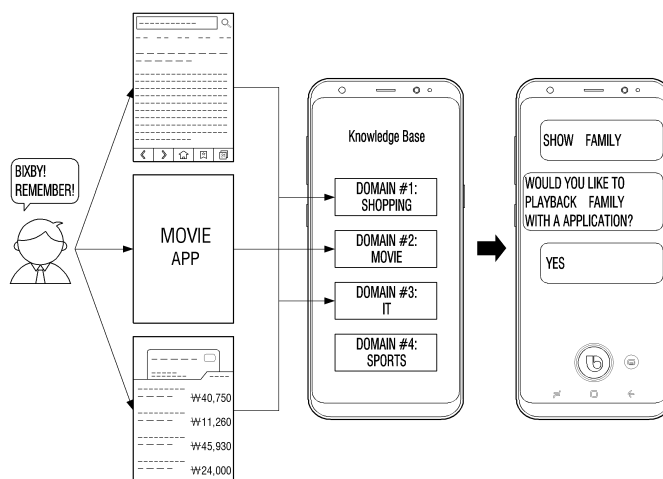 BIXBY!
REMEMBER!
MOVIE
APP
₩40,750
₩11,260
₩45,930
₩24,000
Knowledge Base
DOMAIN #1:
SHOPPING
DOMAIN #2:
MOVIE
DOMAIN #3:
IT
DOMAIN #4:
SPORTS
SHOW FAMILY
WOULD YOU LIKE TO
PLAYBACK FAMILY
WITH A APPLICATION?
YES